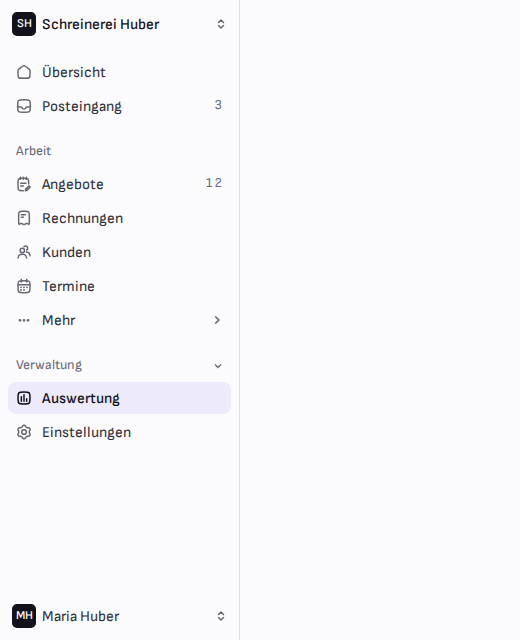 SH Schreinerei Huber
Übersicht
Posteingang 3
Arbeit
Angebote 12
Rechnungen
Kunden
Termine
Mehr
Verwaltung
Auswertung
Einstellungen
MH Maria Huber